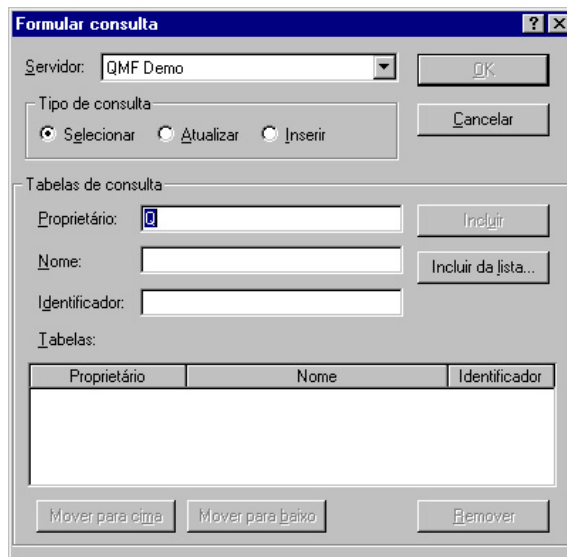 Formular consulta
Servidor: QMF Demo
OK
Tipo de consulta
Selecionar Atualizar Inserir
Cancelar
Tabelas de consulta
Proprietário: Q
Incluir
Nome:
Incluir da lista...
Identificador:
Tabelas:
Proprietário Nome Identificador
Mover para cima Mover para baixo Remover